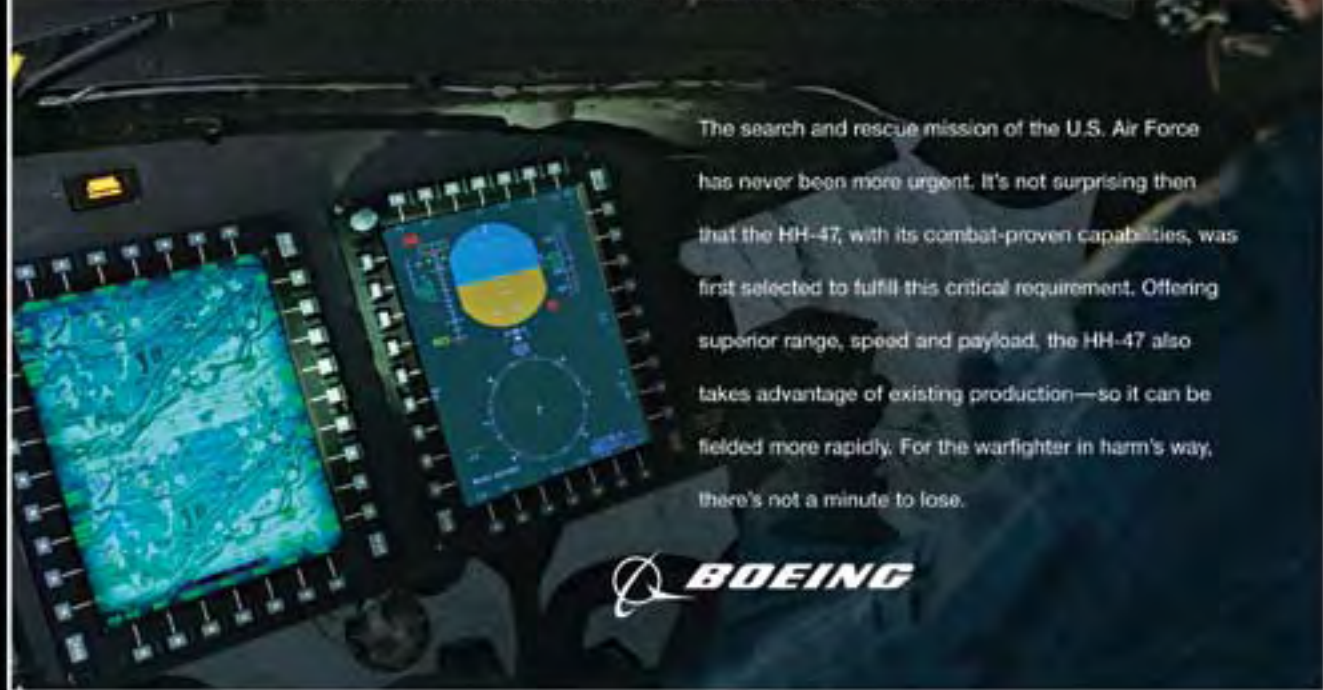 The search and rescue mission of the U.S. Air Force
has never been more urgent. It's not surprising then
that the HH-47, with its combat-proven capabilities, was
first selected to fulfill this critical requirement. Offering
superior range, speed and payload, the HH-47 also
takes advantage of existing production—so it can be
fielded more rapidly. For the warfighter in harm's way,
there's not a minute to lose.
BOEING